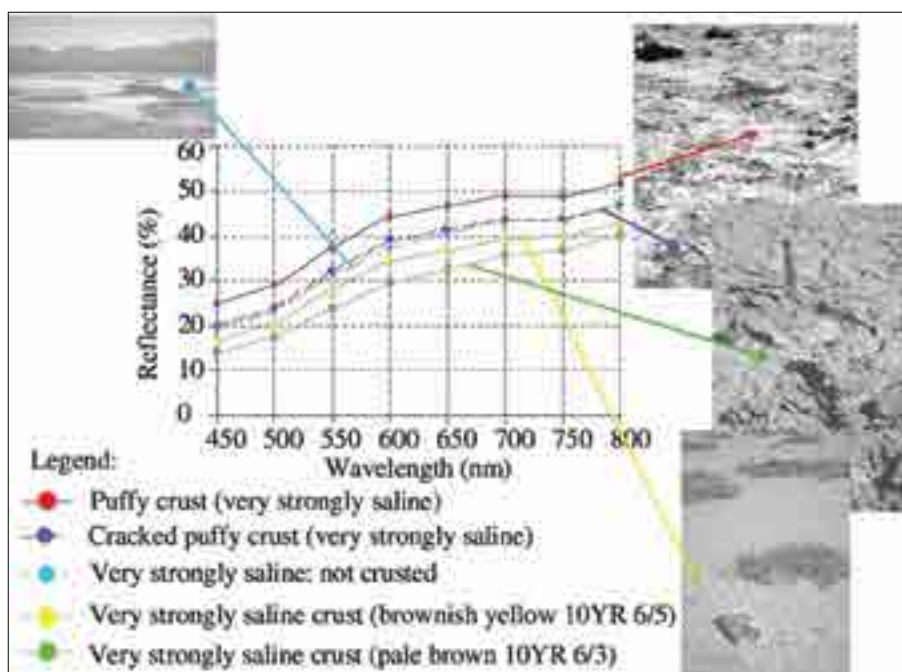 60
50
40
30
20
10
0
Reflectance (%)
450 500 550 600 650 700 750 800
Wavelength (nm)
Legend:
Puffy crust (very strongly saline)
Cracked puffy crust (very strongly saline)
Very strongly saline: not crusted
Very strongly saline crust (brownish yellow 10YR 6/5)
Very strongly saline crust (pale brown 10YR 6/3)